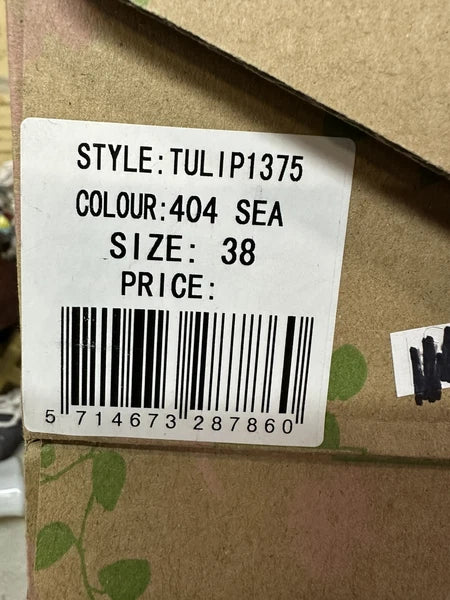 STYLE:TULIP1375
COLOUR:404 SEA
SIZE: 38
PRICE:
5 714673 287860